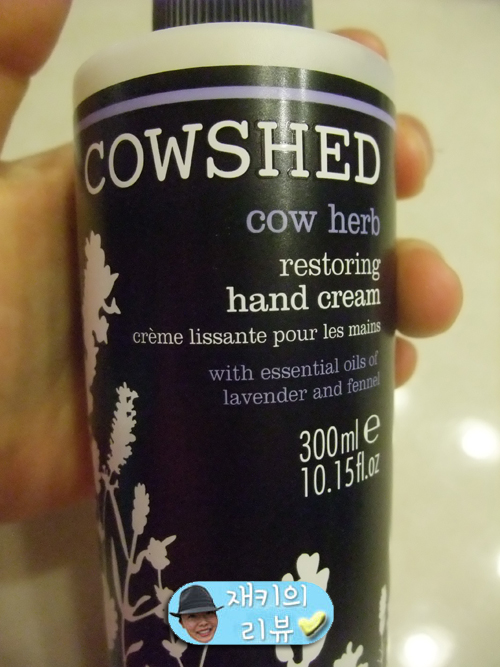 COWSHED
cow herb
restoring
hand cream
crème lissante pour les mains
with essential oils of
lavender and fennel
300ml e
10.15fl.oz
재키의
리뷰